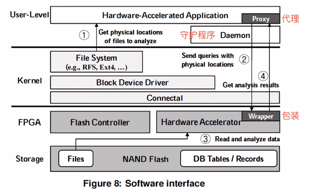 User-Level
Hardware-Accelerated Application
Proxy
代理
① Get physical locations
of files to analyze
守护程序
Daemon
② Send queries with
physical locations
④
Get analysis results
Kernel
File System
(e.g., RFS, Ext4, …)
Block Device Driver
Connectal
FPGA
Flash Controller
Hardware Accelerator
Wrapper
包装
③ Read and analyze data
Storage
Files
NAND Flash
DB Tables / Records
Figure 8: Software interface